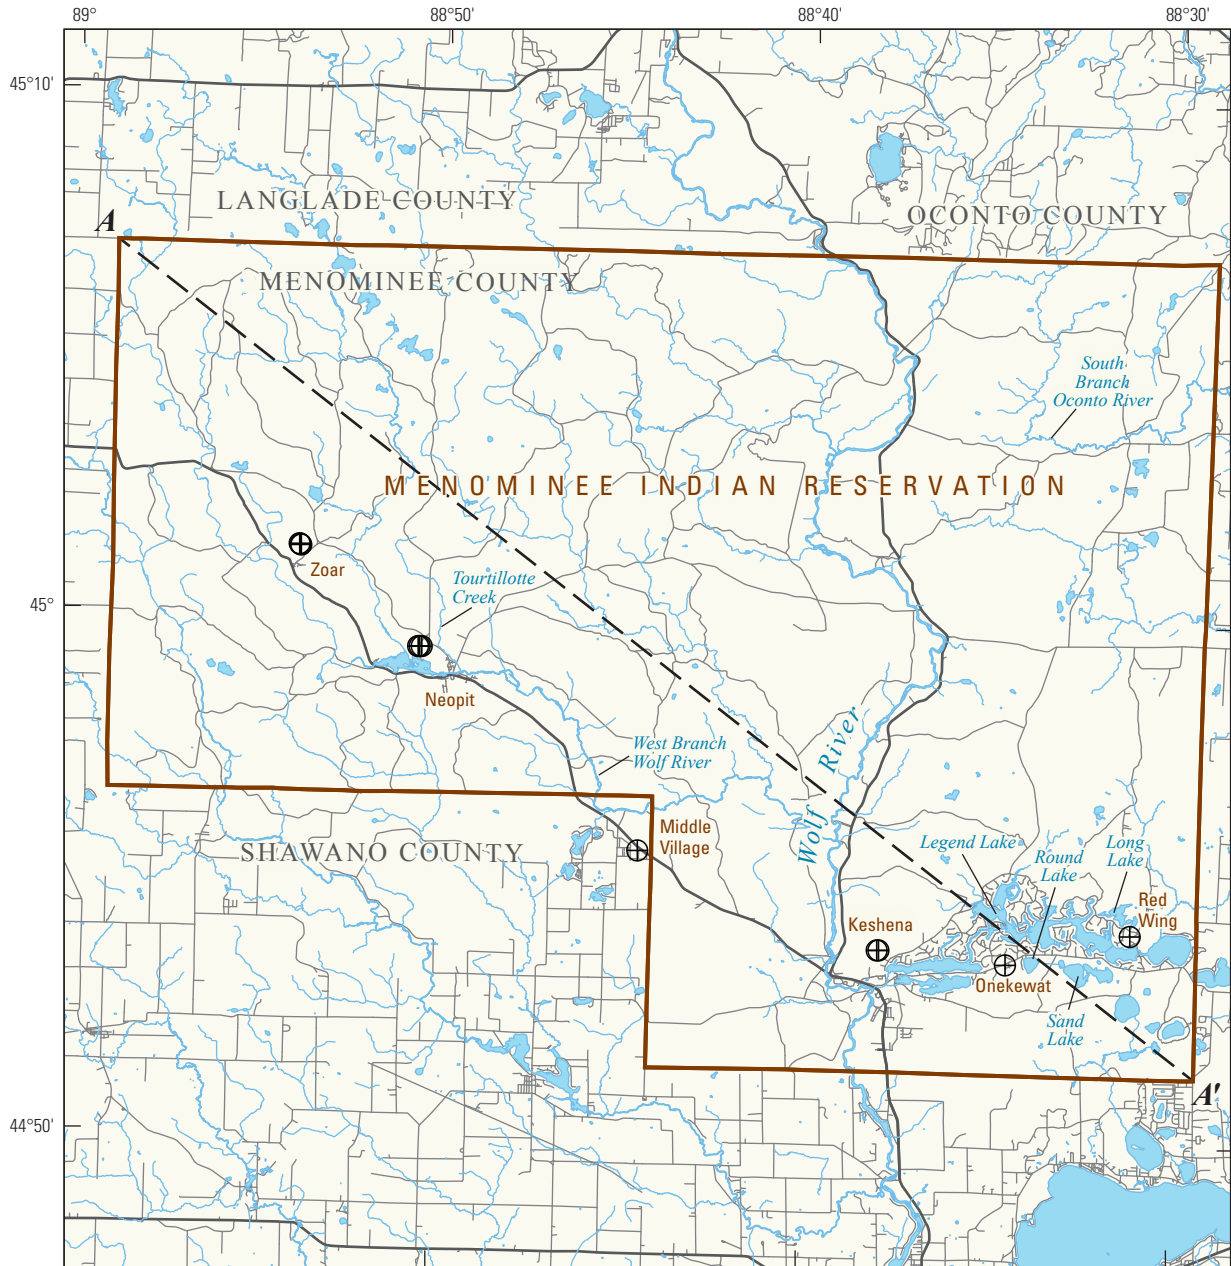 89°
88°50'
88°40'
88°30'
45°10'
LANGLADE COUNTY
OCONTO COUNTY
A
MENOMINEE COUNTY
South
Branch
Oconto River
MENOMINEE INDIAN RESERVATION
Zoar
Tourtillotte
Creek
45°
Neopit
West Branch
Wolf River
Wolf River
Middle
Village
SHAWANO COUNTY
Legend Lake
Round
Lake
Long
Lake
Red
Wing
Keshena
Onekewat
Sand
Lake
A'
44°50'